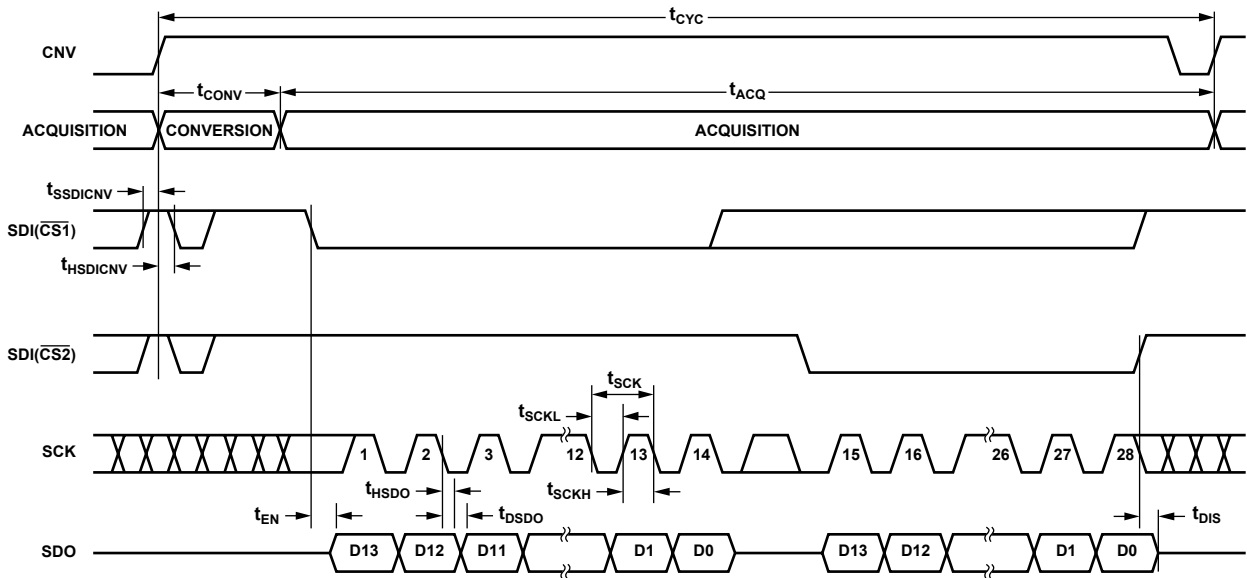 tCYC
CNV
tCONV
tACQ
ACQUISITION CONVERSION ACQUISITION
tSSDICNV
SDI(CS1)
tHSDICNV
SDI(CS2)
tSCK
tSCKL
SCK 1 2 3 12 13 14 15 16 26 27 28
tHSDO
tSCKH
tEN
tDSDO
tDIS
SDO D13 D12 D11 D1 D0 D13 D12 D1 D0